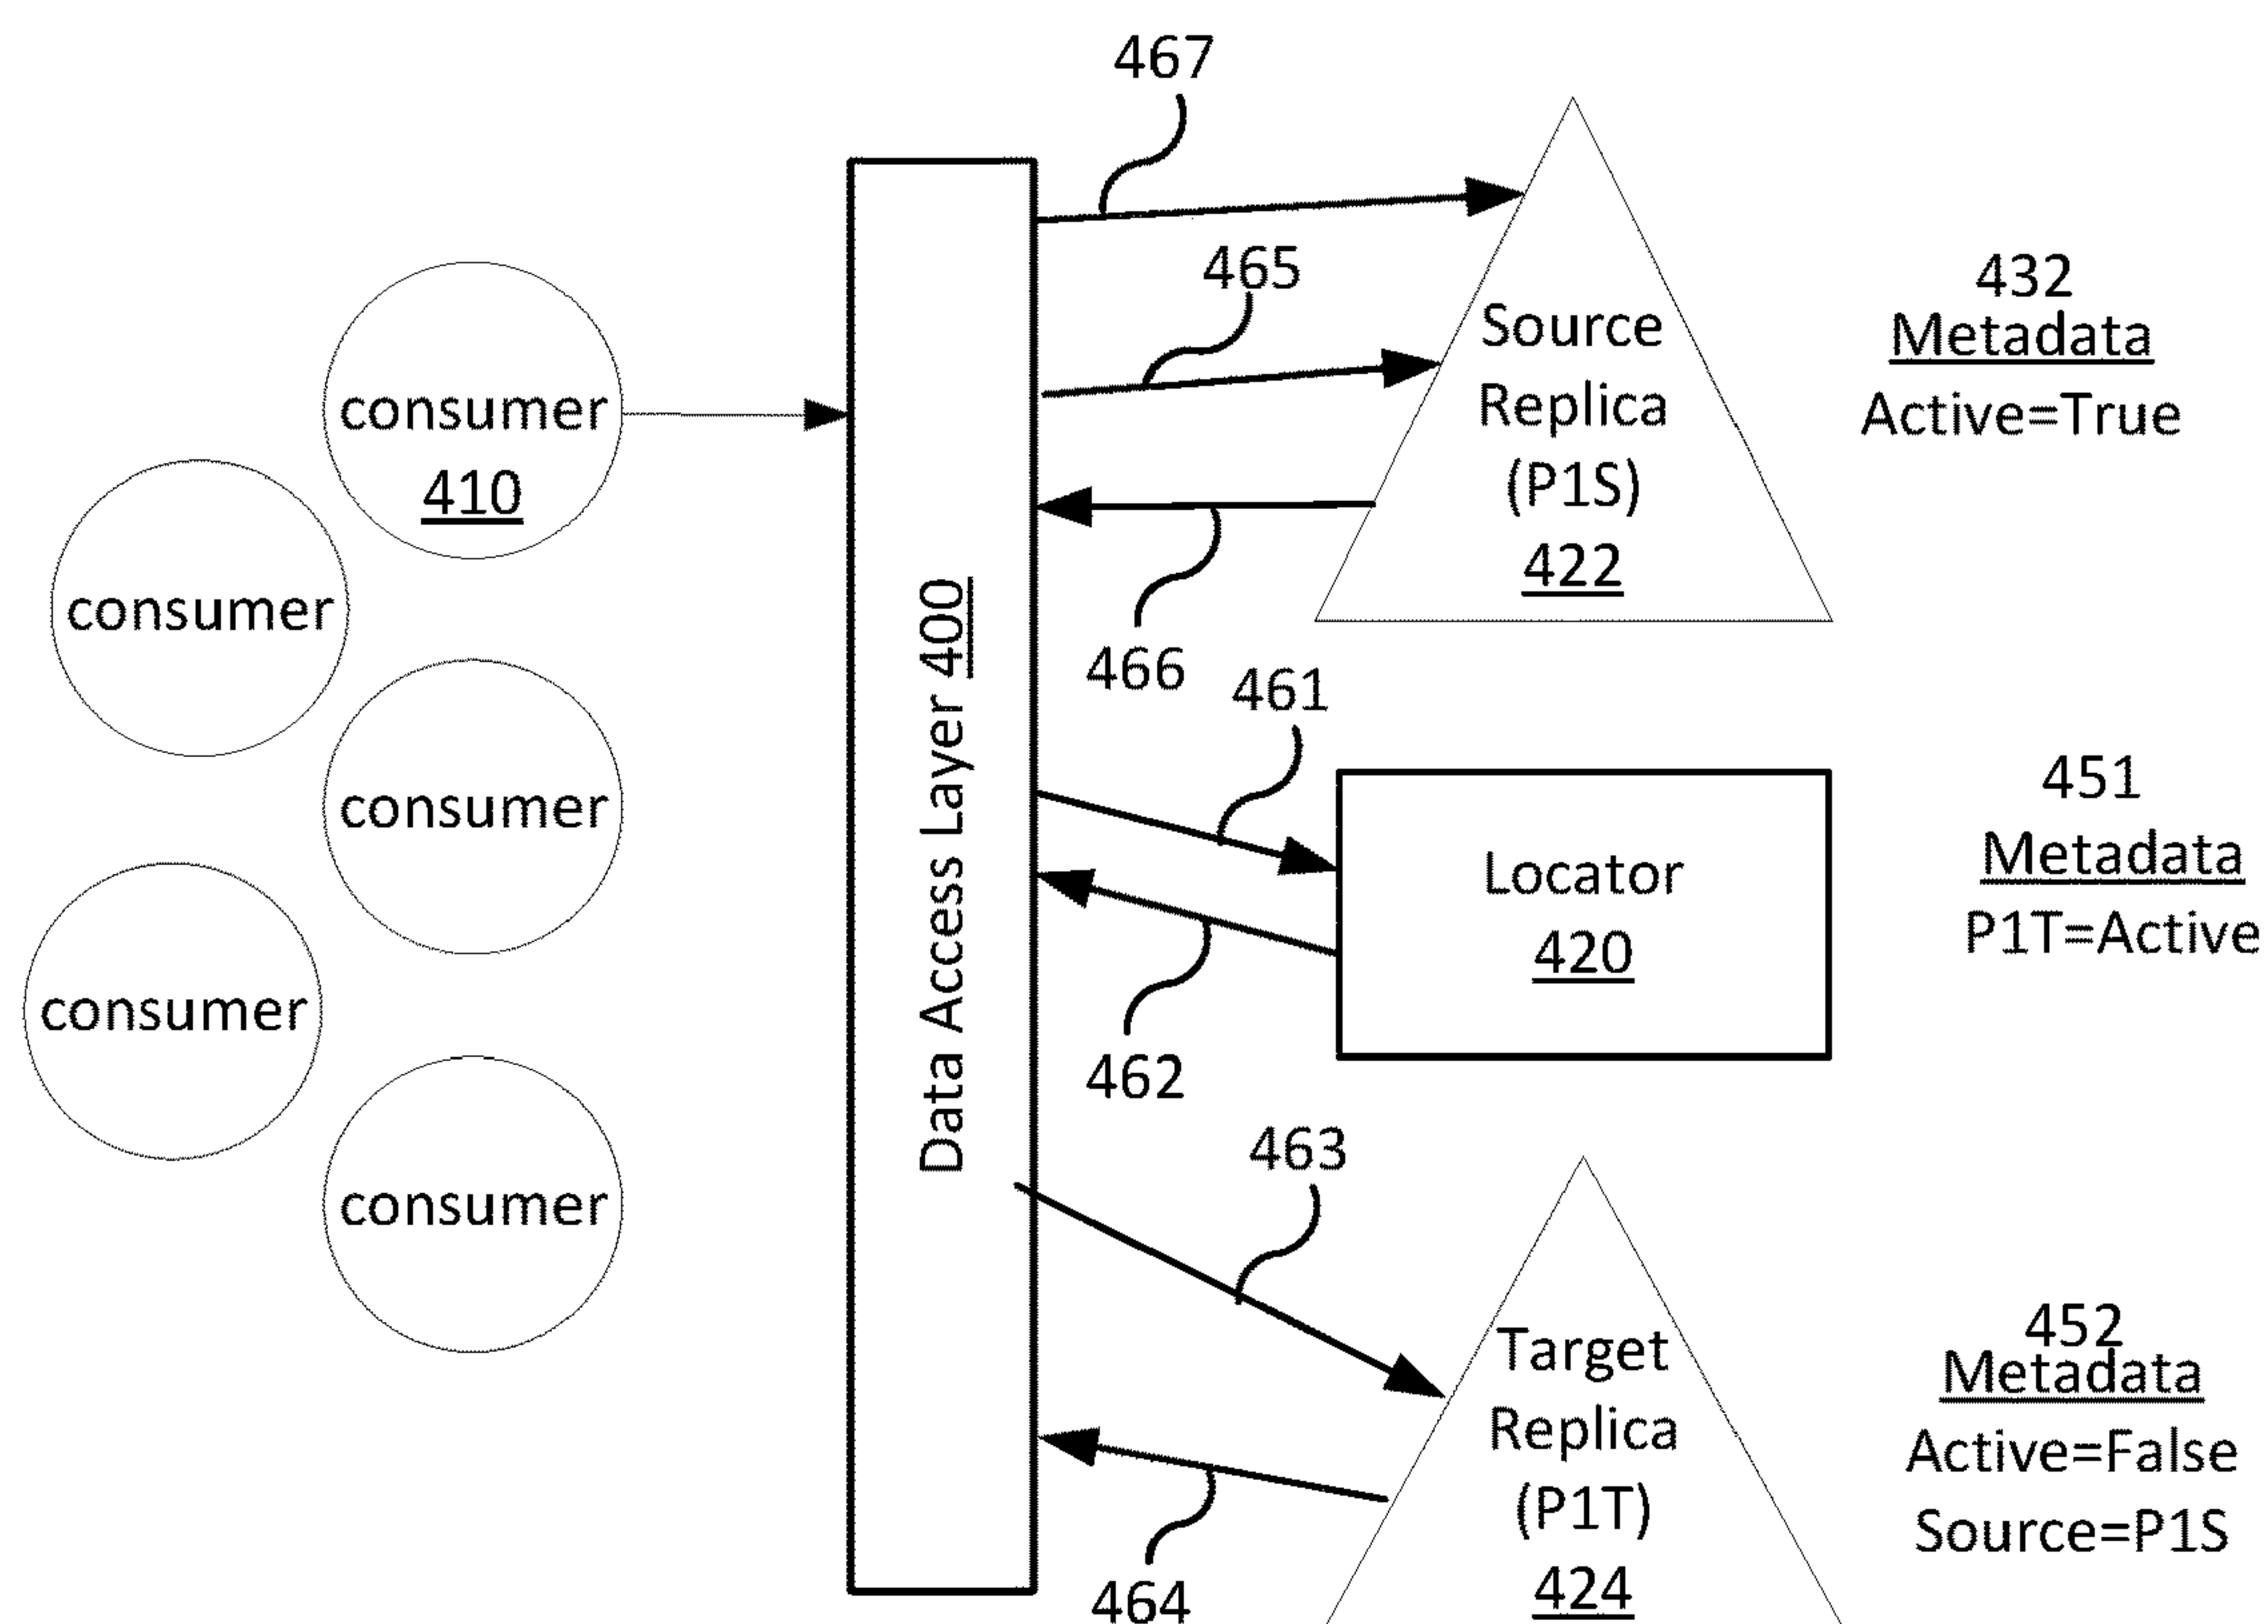 467
465
Source
Replica
(P1S)
422
432
Metadata
Active=True
consumer
410
consumer
consumer
consumer
consumer
Data Access Layer 400
466
461
Locator
420
451
Metadata
P1T=Active
462
463
Target
Replica
(P1T)
424
452
Metadata
Active=False
Source=P1S
464